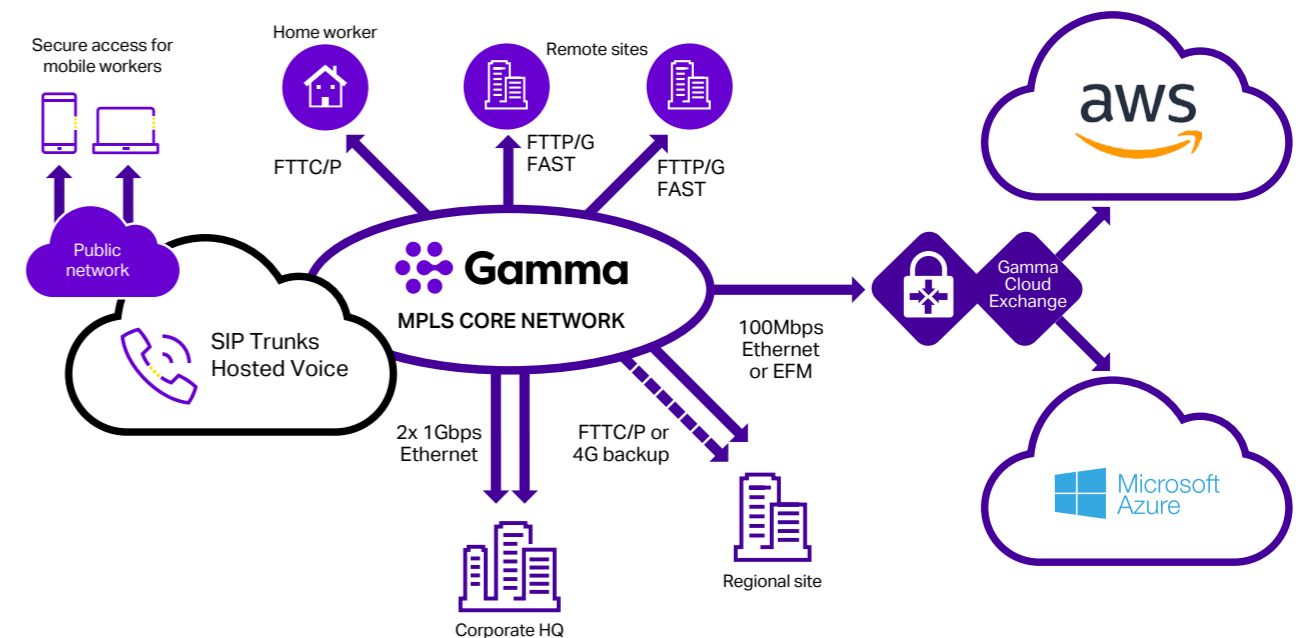 Secure access for
mobile workers
Home worker
Remote sites
FTTC/P
FTTP/G
FAST
FTTP/G
FAST
aws
Public
network
Gamma
MPLS CORE NETWORK
SIP Trunks
Hosted Voice
Gamma
Cloud
Exchange
100Mbps
Ethernet
or EFM
2x 1Gbps
Ethernet
FTTC/P or
4G backup
Microsoft
Azure
Regional site
Corporate HQ